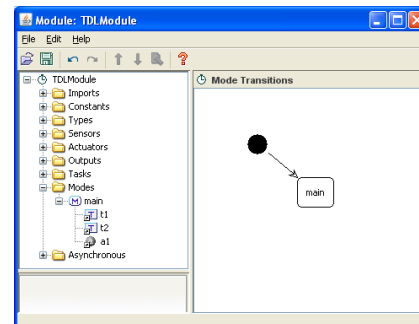 Module: TDLModule
File Edit Help
TDLModule
Imports
Constants
Types
Sensors
Actuators
Outputs
Tasks
Modes
M main
T t1
T t2
a1
Asynchronous
Mode Transitions
main